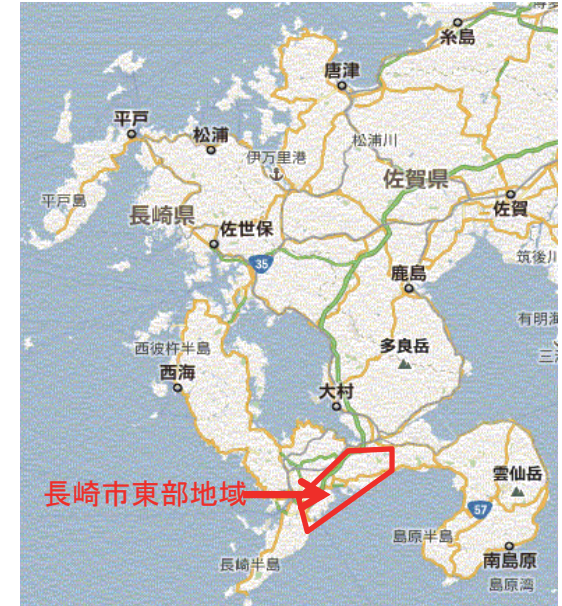 糸島
唐津
平戸
松浦
松浦川
伊万里港
佐賀県
平戸島
長崎県
佐世保
佐賀
35
筑後川
鹿島
有明海
西彼杵半島
多良岳
西海
大村
雲仙岳
長崎市東部地域
57
島原半島
長崎半島
南島原
島原湾